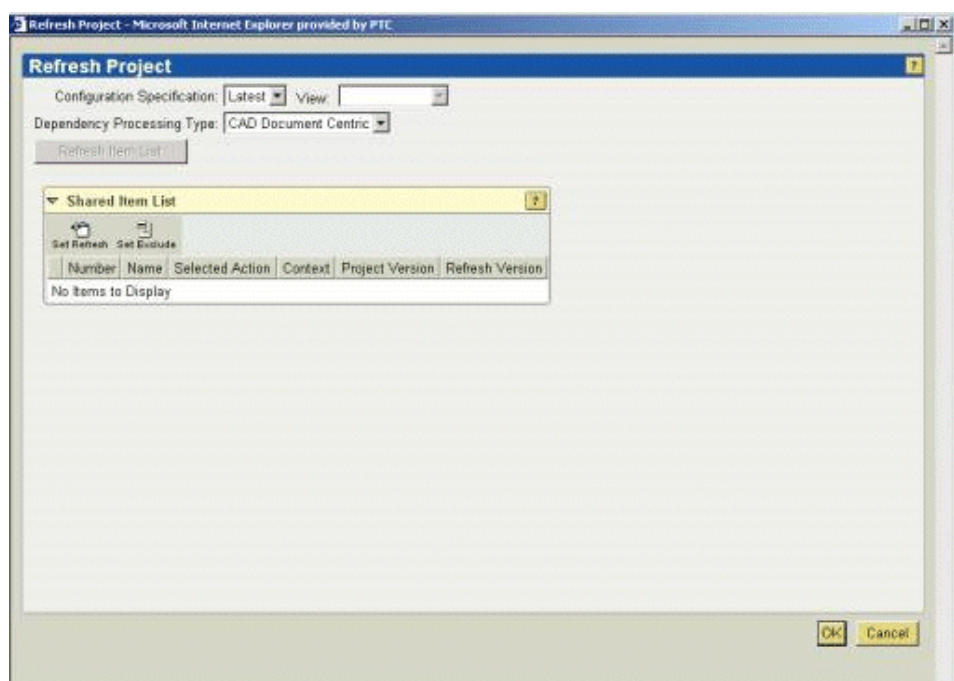 Refresh Project - Microsoft Internet Explorer provided by PTC
Refresh Project
?
Configuration Specification: Latest View:
Dependency Processing Type: CAD Document Centric
Refresh Item List
Shared Item List
?
Set Refresh Set Exclude
Number Name Selected Action Context Project Version Refresh Version
No Items to Display
OK Cancel